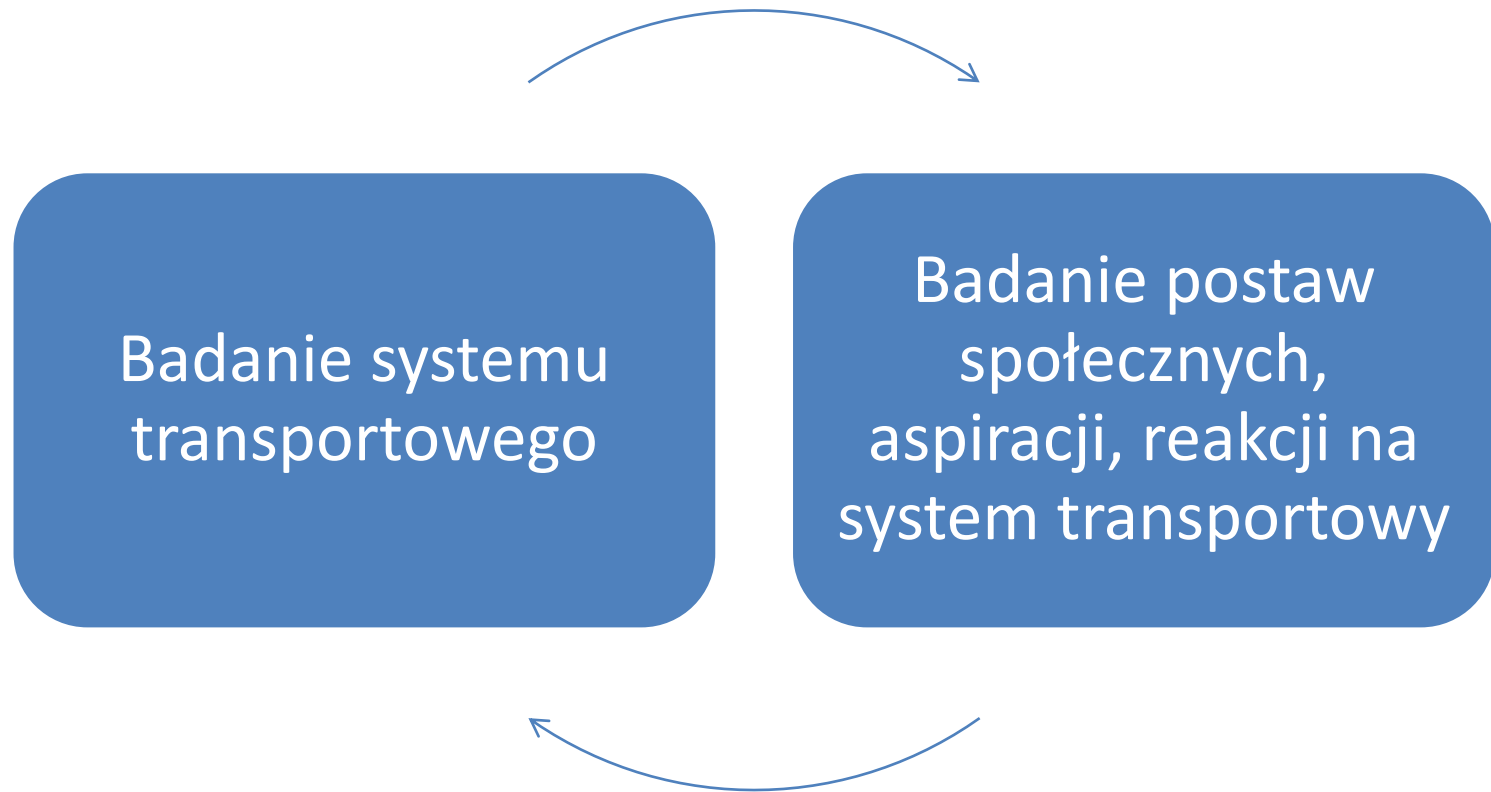 Badanie systemu
transportowego
Badanie postaw
społecznych,
aspiracji, reakcji na
system transportowy